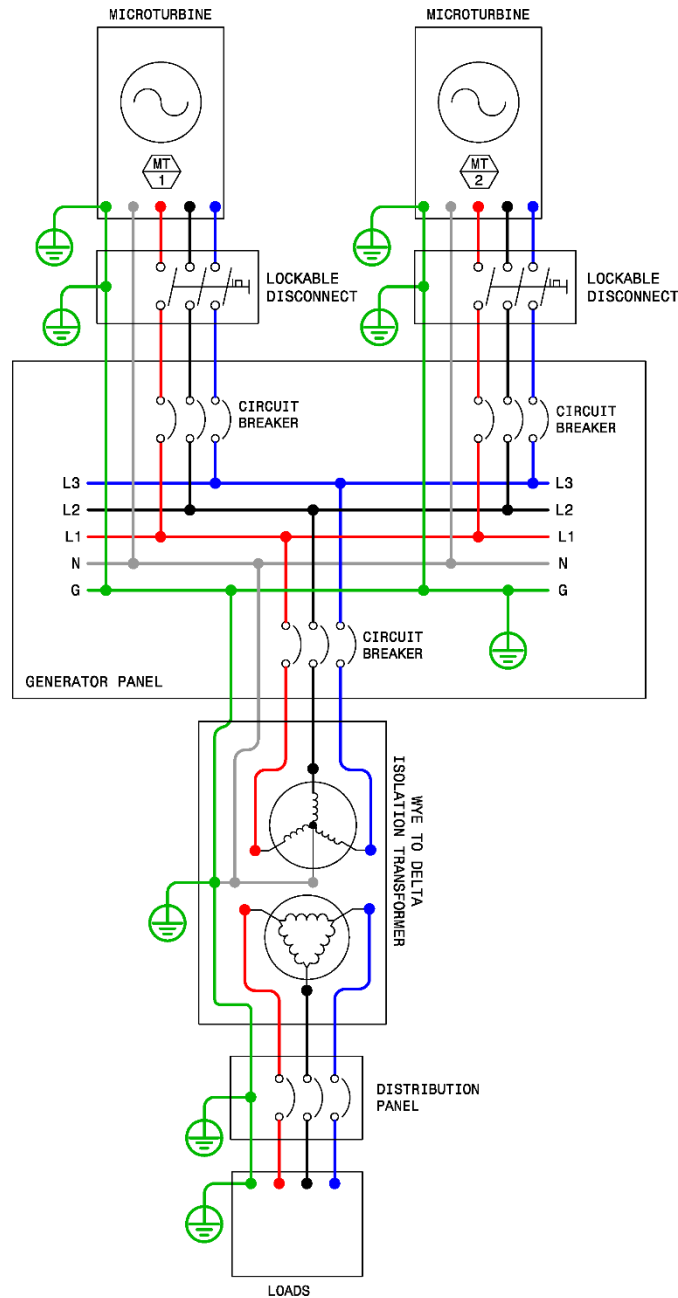 MICROTURBINE
MICROTURBINE
MT
1
MT
2
LOCKABLE
DISCONNECT
LOCKABLE
DISCONNECT
CIRCUIT
BREAKER
CIRCUIT
BREAKER
L3
L3
L2
L2
L1
L1
N
N
G
G
CIRCUIT
BREAKER
GENERATOR PANEL
WYE TO DELTA
ISOLATION TRANSFORMER
DISTRIBUTION
PANEL
LOADS